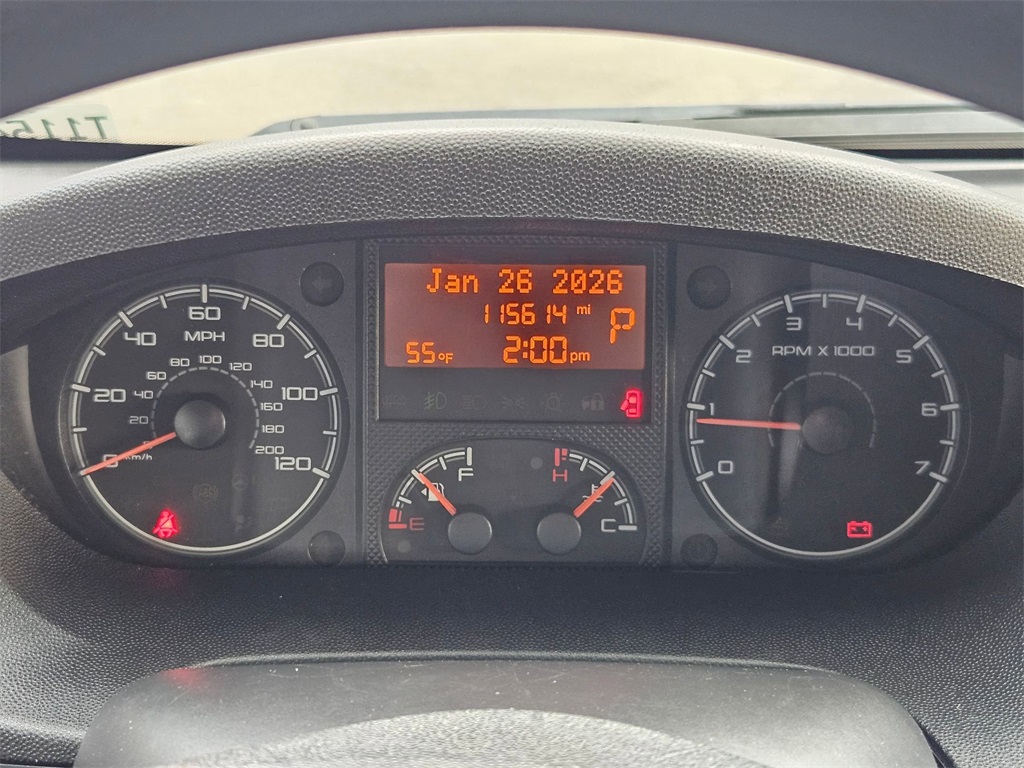 T115
Jan 26 2026
115614 mi
P
55°F 2:00pm
0 20 40 60 80 100 120
MPH
20 40 60 80 100 120 140 160 180 200
km/h
E F
H C
0 1 2 3 4 5 6 7
RPM X 1000